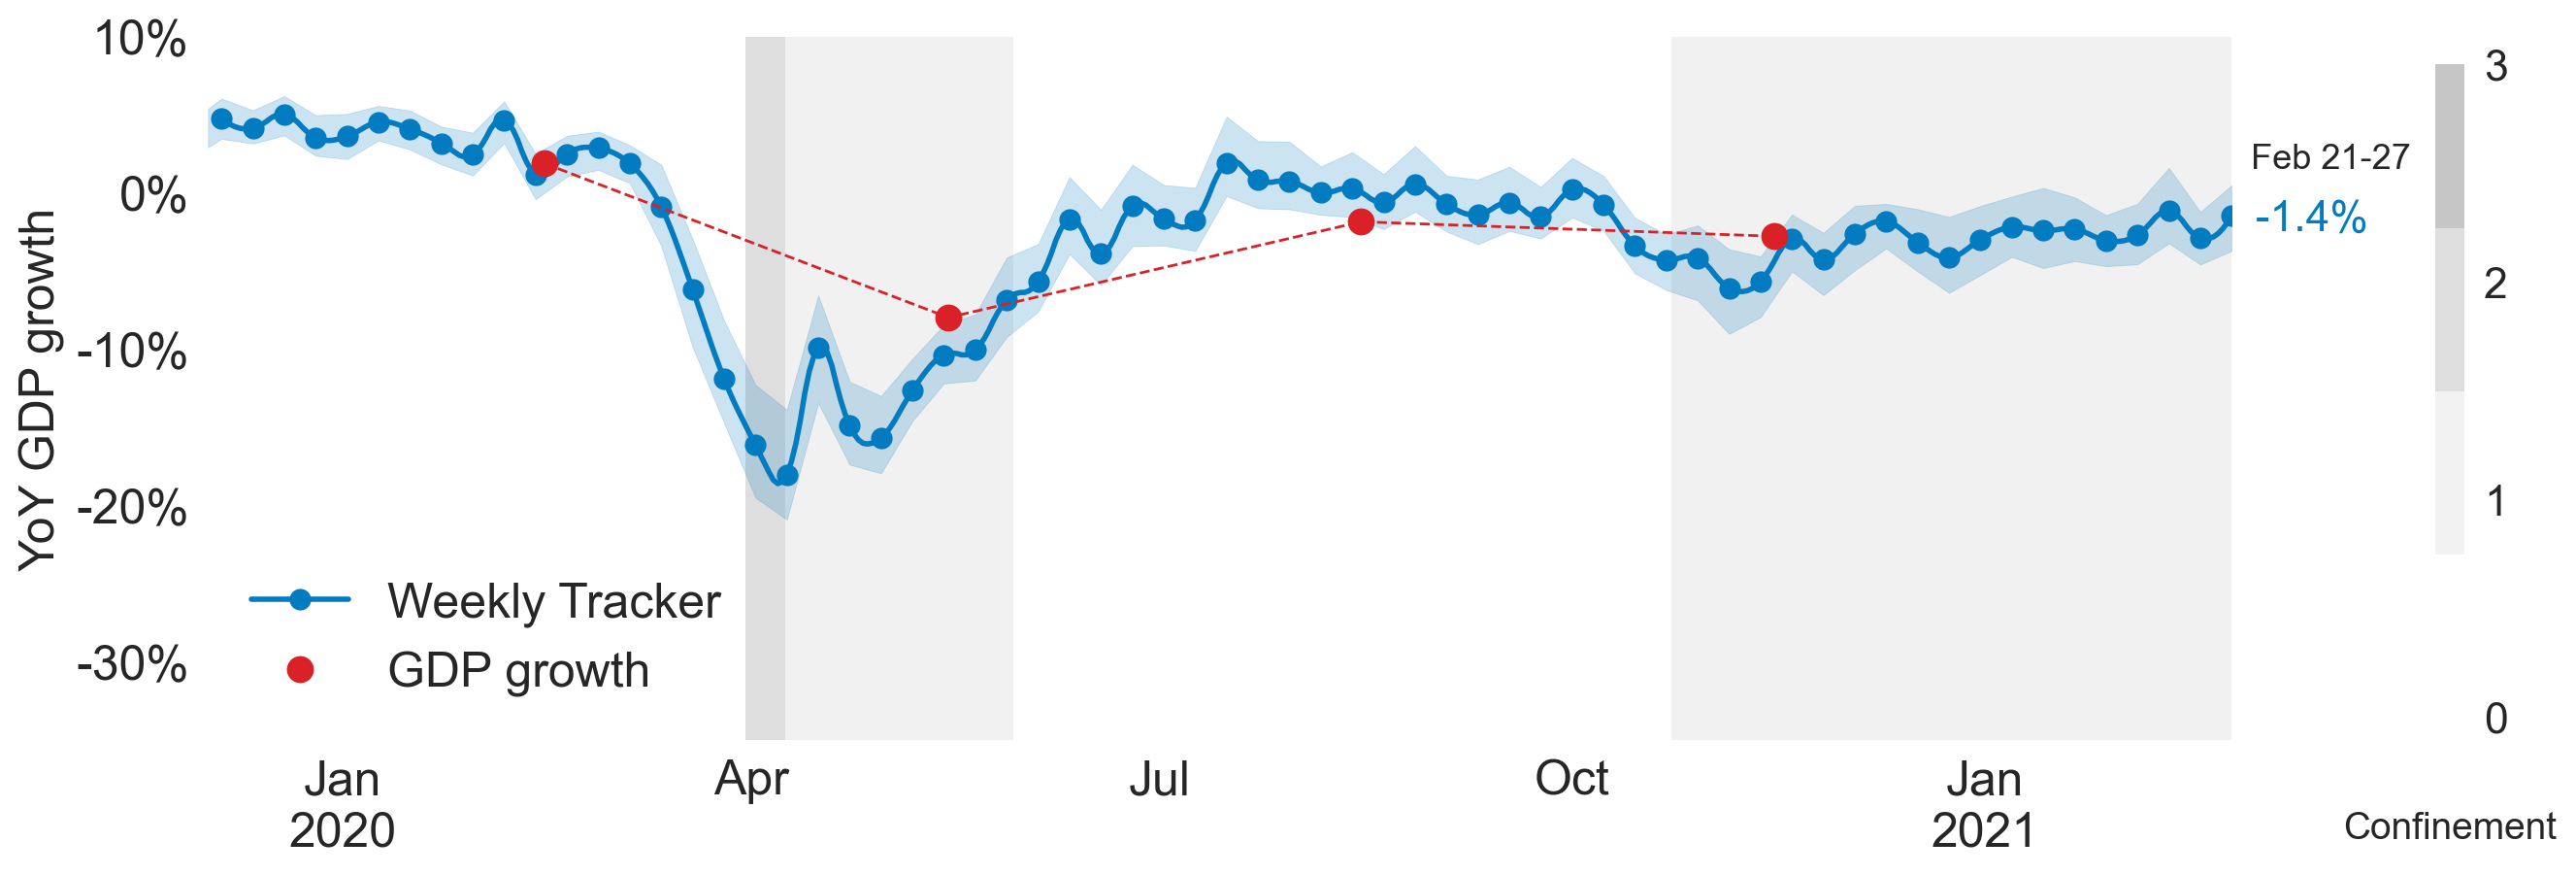 10%
0%
-10%
-20%
-30%
YoY GDP growth
Weekly Tracker
GDP growth
Jan
2020
Apr
Jul
Oct
Jan
2021
Feb 21-27
-1.4%
3
2
1
0
Confinement